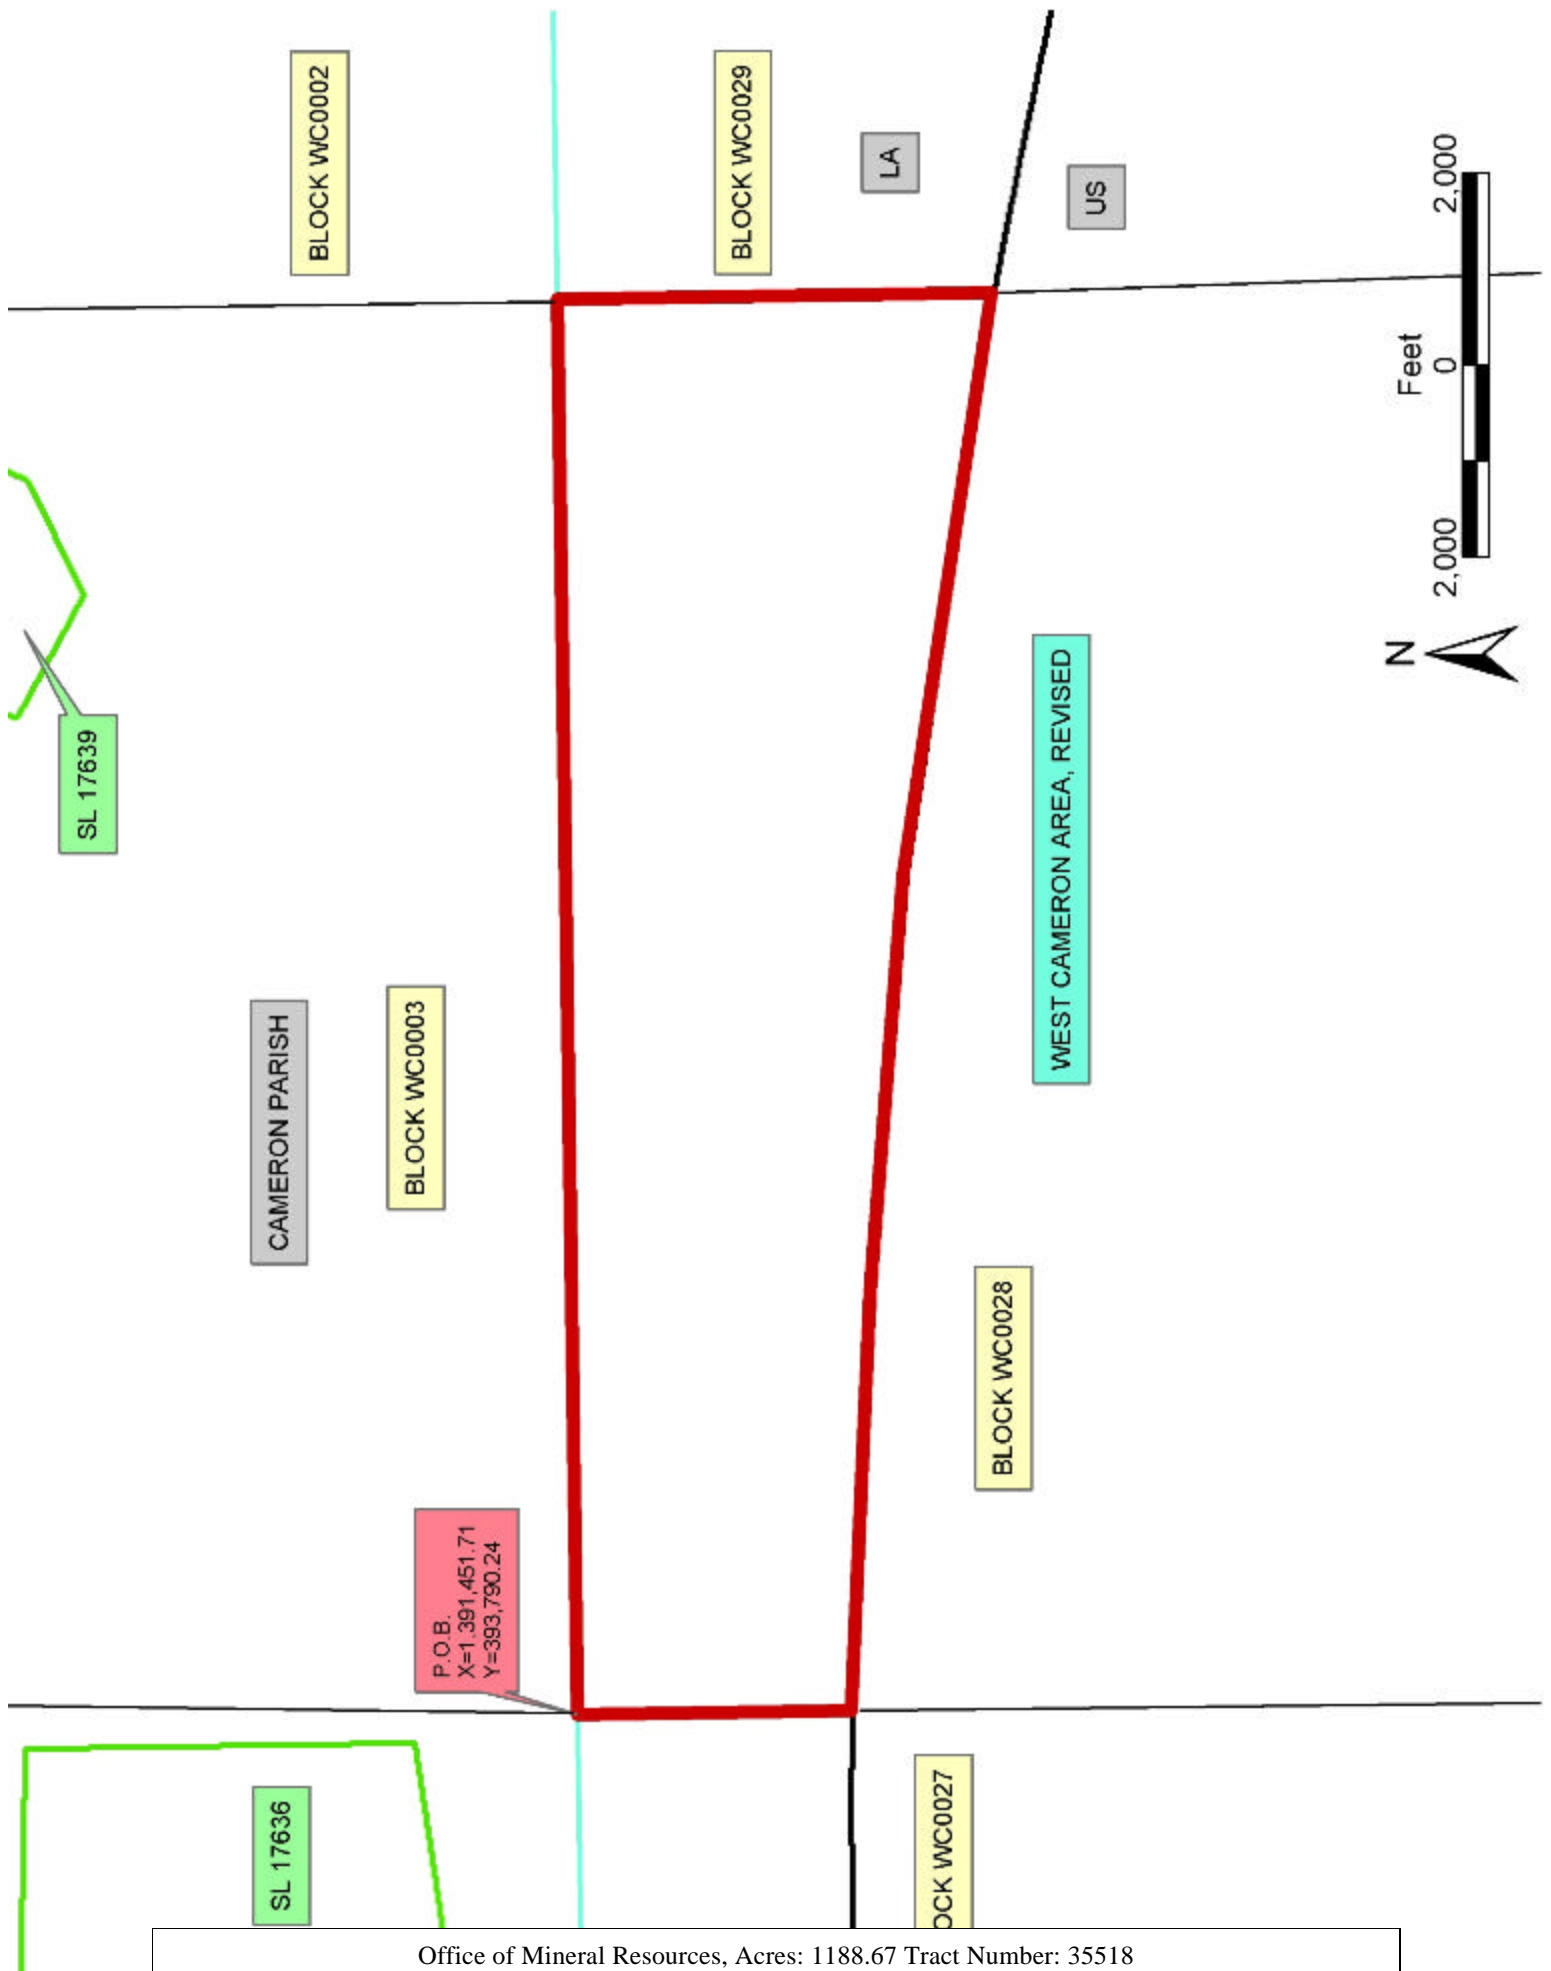 SL 17636
SL 17639
CAMERON PARISH
BLOCK WC0002
BLOCK WC0003
P.O.B.
X=1,391,451.71
Y=393,790.24
BLOCK WC0029
LA
US
OCK WC0027
BLOCK WC0028
WEST CAMERON AREA, REVISED
N
Feet
2,000 0 2,000
Office of Mineral Resources, Acres: 1188.67 Tract Number: 35518